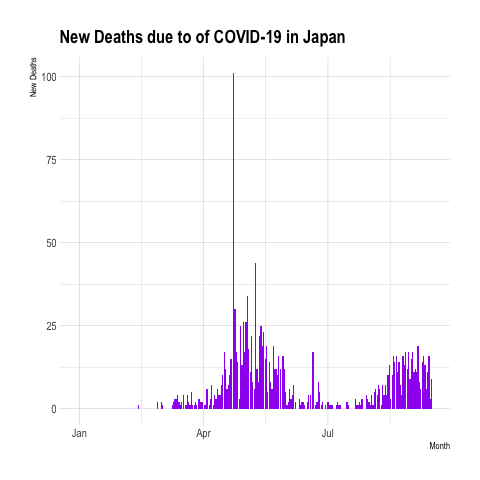 New Deaths due to of COVID-19 in Japan
New Deaths
100
75
50
25
0
Jan
Apr
Jul
Month